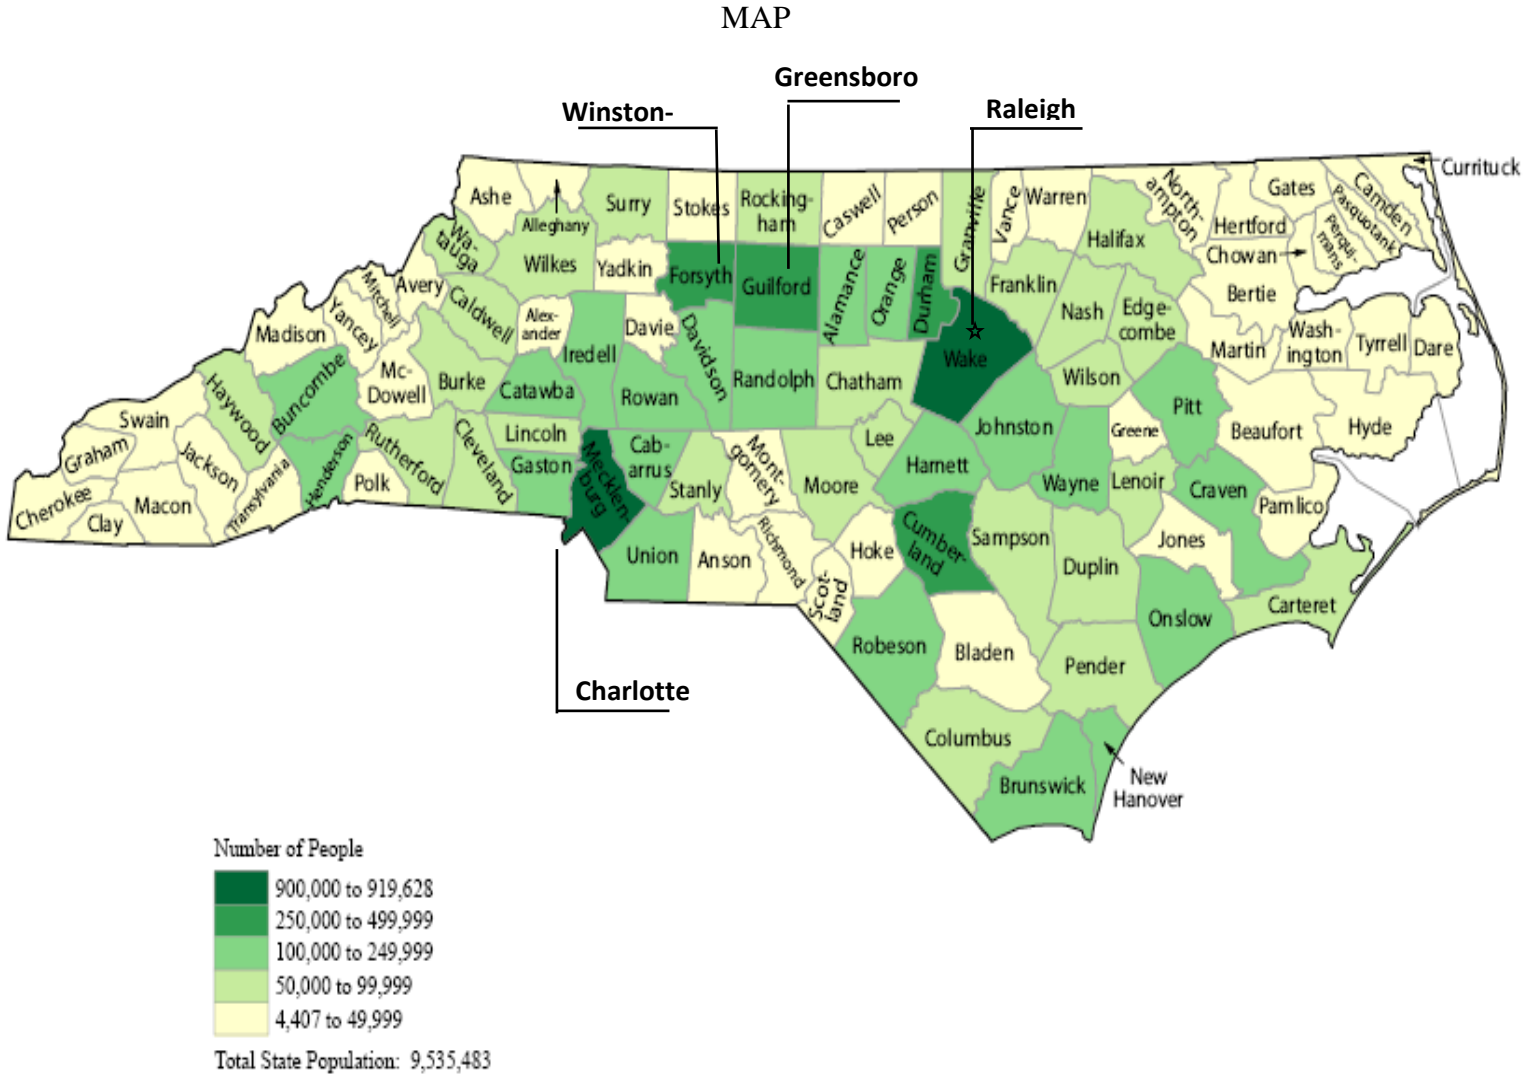 MAP
Greensboro
Winston-
Raleigh
Currituck
Ashe
Alleghany
Surry
Stokes
Rocking-
ham
Caswell
Person
Granville
Vance
Warren
North-
ampton
Gates
Hertford
Camden
Pasquotank
Perqui-
mans
Chowan
Halifax
Wa-
tauga
Wilkes
Yadkin
Forsyth
Guilford
Alamance
Orange
Durham
Franklin
Nash
Edge-
combe
Bertie
Mitchell
Avery
Yancey
Caldwell
Alex-
ander
Davie
Iredell
Davidson
Madison
Wake
Martin
Wash-
ington
Tyrrell
Dare
Buncombe
Mc-
Dowell
Burke
Catawba
Rowan
Randolph
Chatham
Wilson
Haywood
Swain
Graham
Jackson
Cherokee
Macon
Clay
Transylvania
Henderson
Polk
Rutherford
Cleveland
Lincoln
Gaston
Mecklen-
burg
Cab-
arrus
Stanly
Mont-
gomery
Moore
Lee
Harnett
Johnston
Greene
Pitt
Beaufort
Hyde
Wayne
Lenoir
Craven
Pamlico
Union
Anson
Richmond
Scot-
land
Hoke
Cumber-
land
Sampson
Duplin
Jones
Onslow
Carteret
Robeson
Bladen
Pender
Charlotte
Columbus
Brunswick
New
Hanover
Number of People
900,000 to 919,628
250,000 to 499,999
100,000 to 249,999
50,000 to 99,999
4,407 to 49,999
Total State Population: 9,535,483